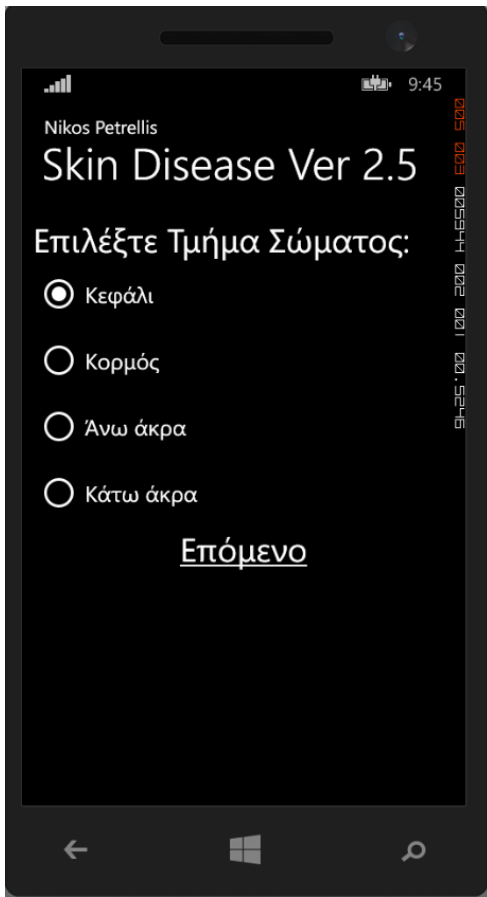 9:45
Nikos Petrellis
Skin Disease Ver 2.5
Επιλέξτε Τμήμα Σώματος:
Κεφάλι
Κορμός
Άνω άκρα
Κάτω άκρα
Επόμενο